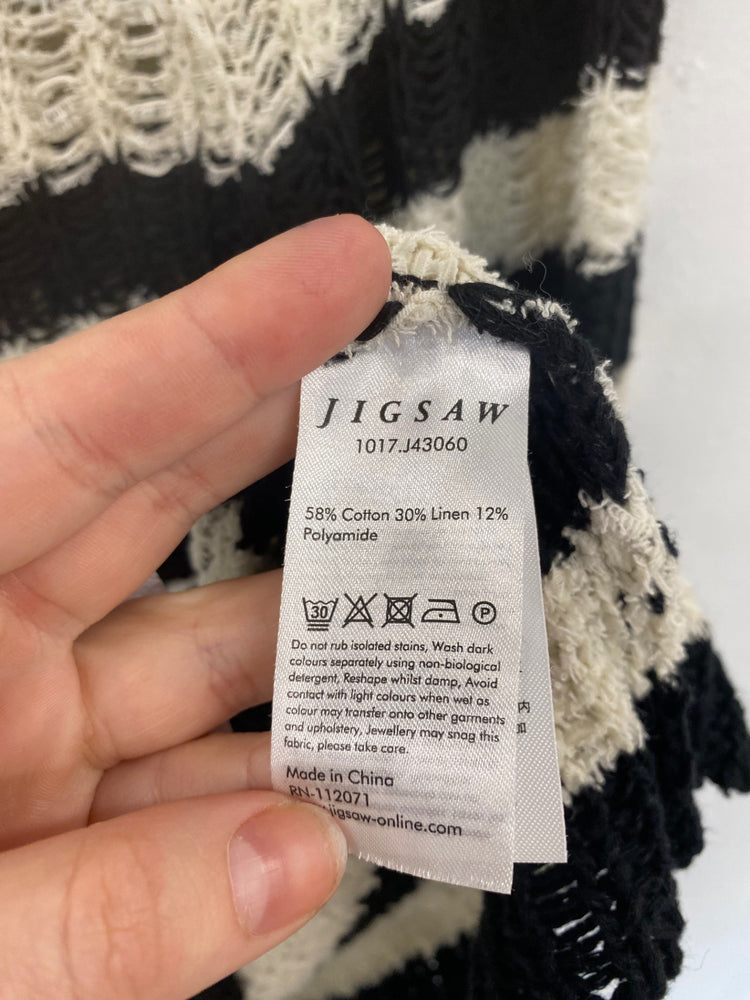 JIGSAW
1017.J43060
58% Cotton 30% Linen 12%
Polyamide
30 P
Do not rub isolated stains, Wash dark
colours separately using non-biological
detergent, Reshape whilst damp, Avoid
contact with light colours when wet as
colour may transfer onto other garments
and upholstery, Jewellery may snag this
fabric, please take care.
Made in China
RN-112071
jigsaw-online.com
内
加